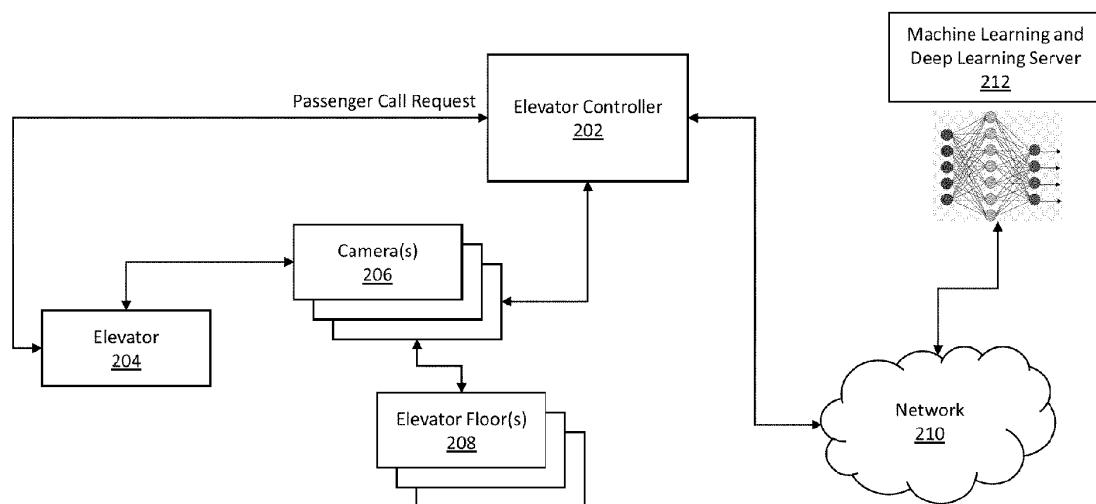 Machine Learning and
Deep Learning Server
212
Passenger Call Request
Elevator Controller
202
Camera(s)
206
Elevator
204
Elevator Floor(s)
208
Network
210